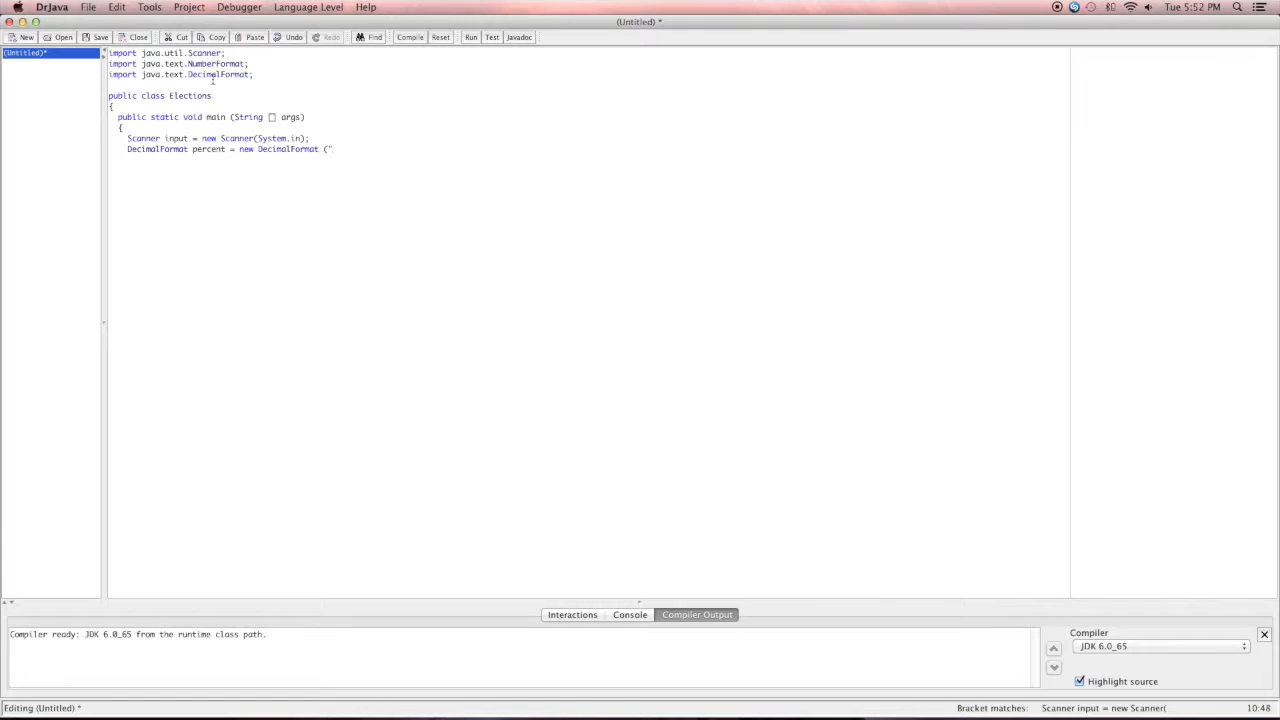 DrJava File Edit Tools Project Debugger Language Level Help Tue 5:52 PM
(Untitled) *
New Open Save Close Cut Copy Paste Undo Redo Find Compile Reset Run Test Javadoc
(Untitled)*
import java.util.Scanner;
import java.text.NumberFormat;
import java.text.DecimalFormat;
public class Elections
{
public static void main (String [] args)
{
Scanner input = new Scanner(System.in);
DecimalFormat percent = new DecimalFormat ("
Interactions Console Compiler Output
Compiler ready: JDK 6.0_65 from the runtime class path.
Compiler
JDK 6.0_65
Highlight source
Editing (Untitled) *
Bracket matches: Scanner input = new Scanner(
10:48